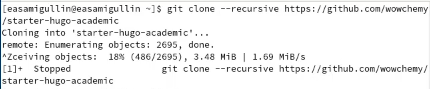 [easamigullin@easamigullin ~]$ git clone --recursive https://github.com/wowchemy
/starter-hugo-academic
Cloning into 'starter-hugo-academic'...
remote: Enumerating objects: 2695, done.
^Zceiving objects:  18% (486/2695), 3.48 MiB | 1.69 MiB/s
[1]+  Stopped                 git clone --recursive https://github.com/wowchemy/
starter-hugo-academic